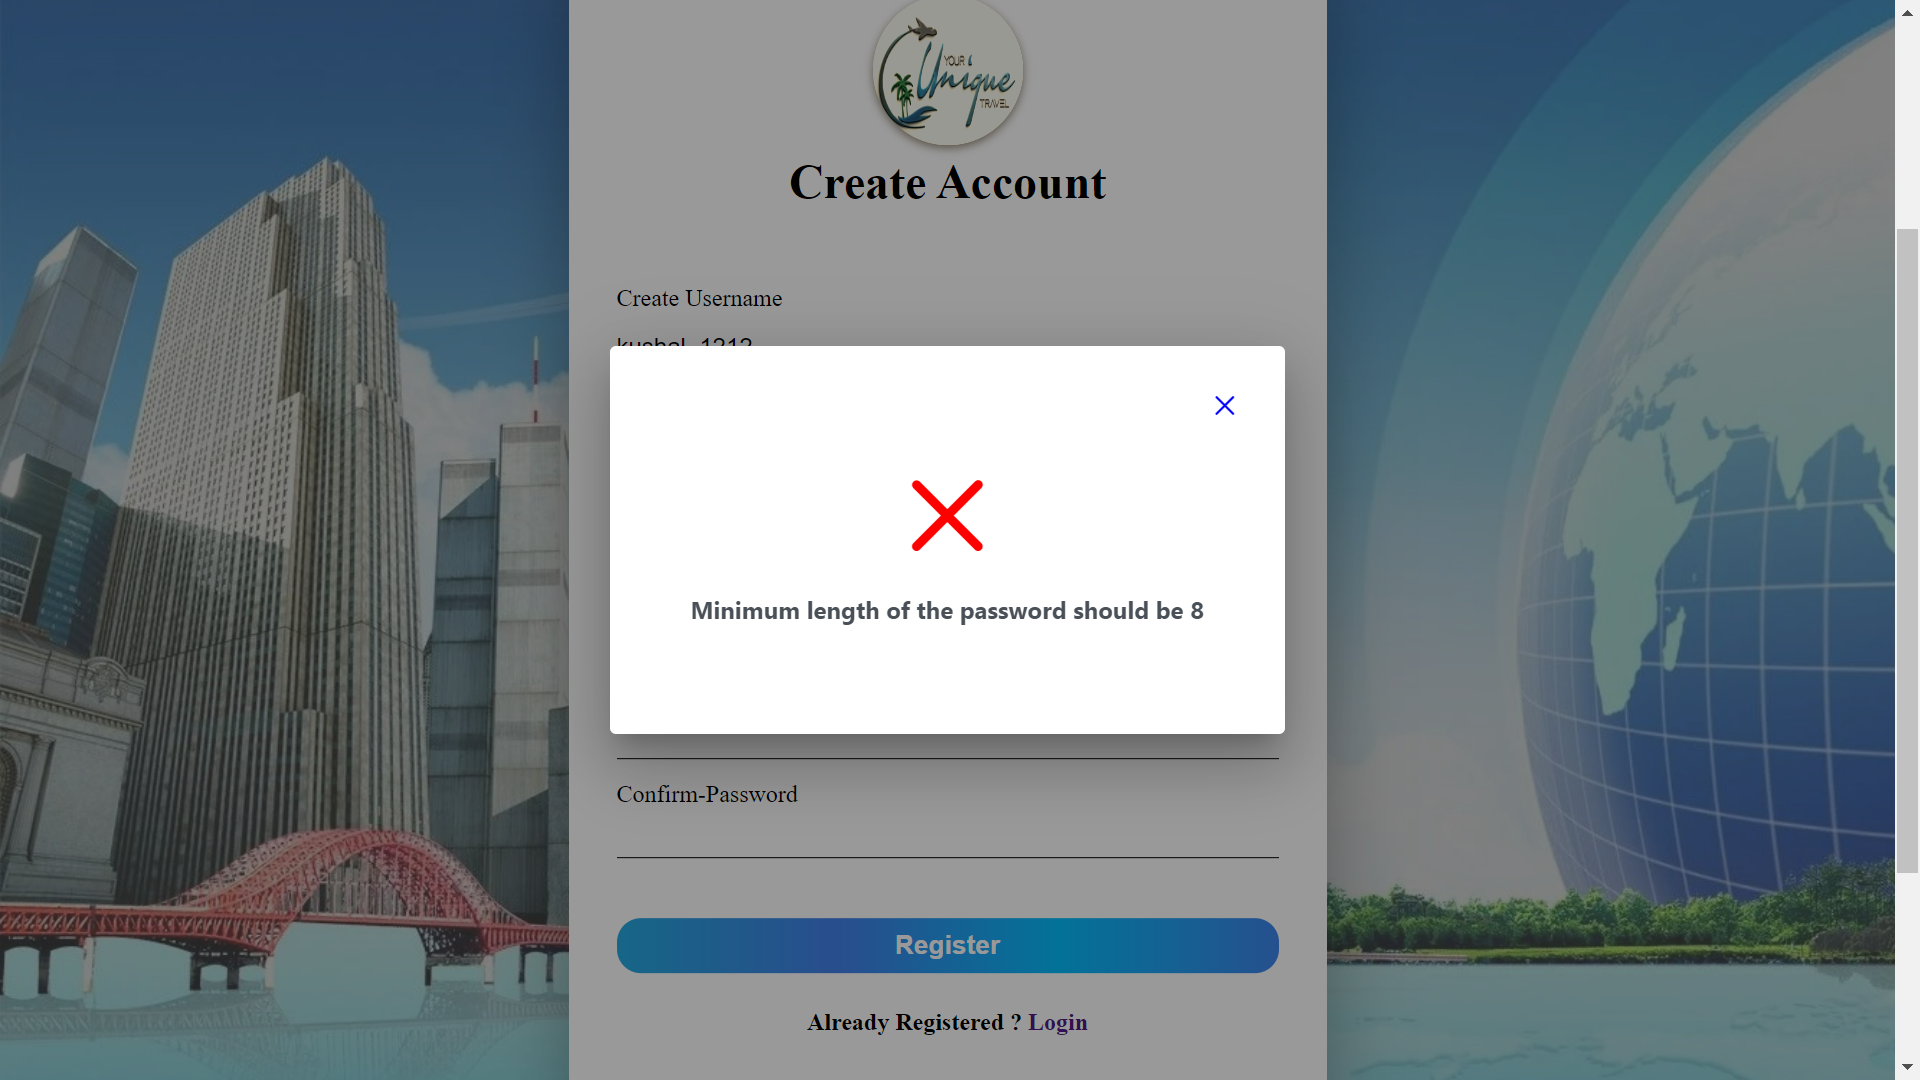 YOUR
Unique
TRAVEL
Create Account
Create Username
Minimum length of the password should be 8
Confirm-Password
Register
Already Registered ? Login